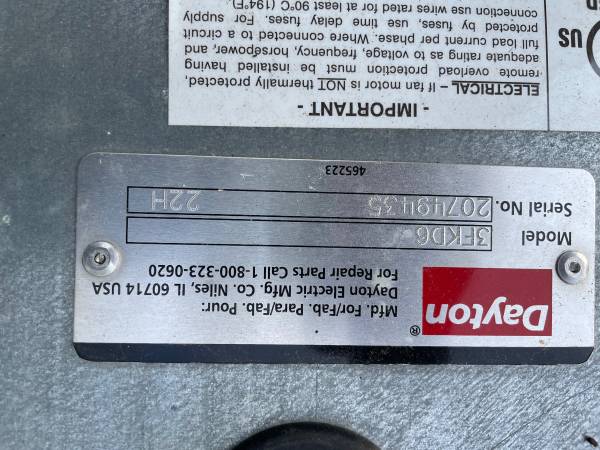 Dayton®
Mfd. For/Fab. Para/Fab. Pour:
Dayton Electric Mfg. Co. Niles, IL 60714 USA
For Repair Parts Call 1-800-323-0620
Model 3FKD6
Serial No. 20749435 22H
465223
- IMPORTANT -
ELECTRICAL – If fan motor is NOT thermally protected,
remote overload protection must be installed having
adequate rating as to voltage, frequency, horsepower, and
full load current per phase. Where connected to a circuit
protected by fuses, use time delay fuses. For supply
connection use wires rated for at least 90°C (194°F).
US